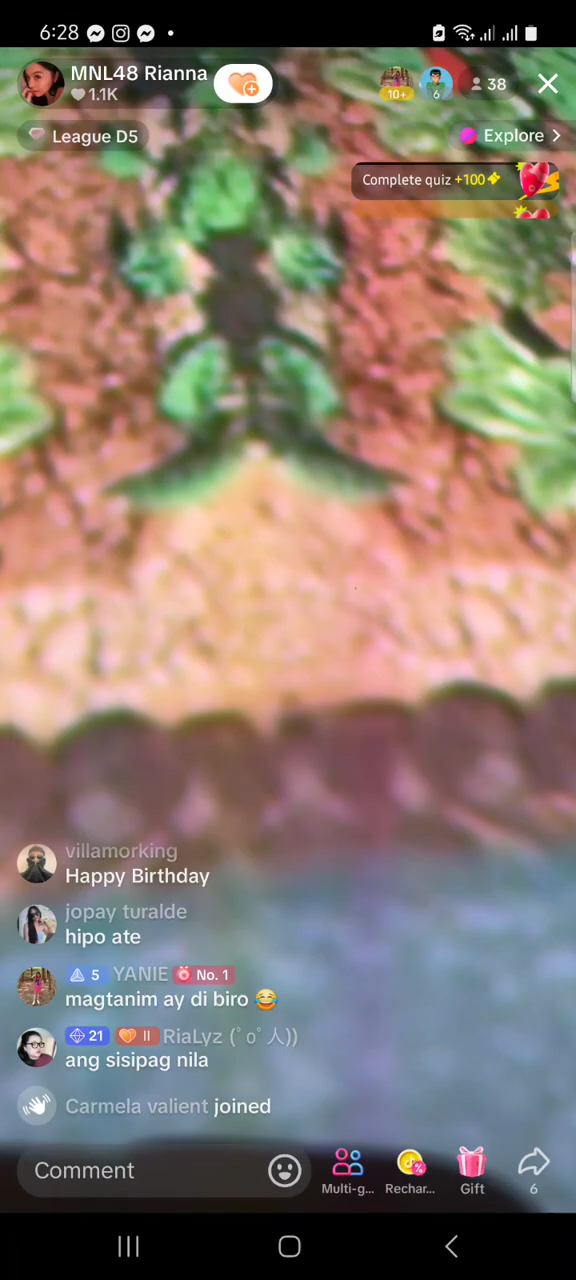 6:28
MNL48 Rianna
1.1K
10+
6
38
League D5
Explore
Complete quiz +100
villamorking
Happy Birthday
jopay turalde
hipo ate
5 YANIE No. 1
magtanim ay di biro 😂
21 II RiaLyz (ﾟoﾟ人))
ang sisipag nila
Carmela valient joined
Comment
Multi-g...
Rechar...
Gift
6